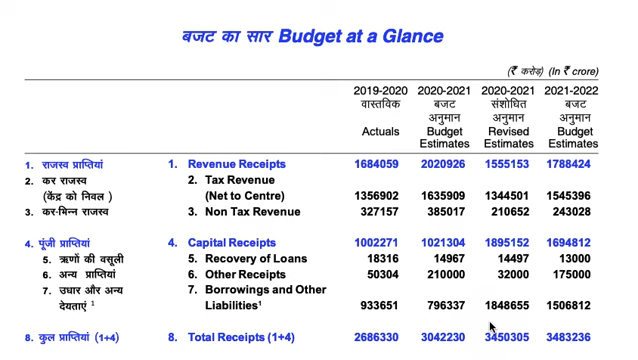 बजट का सार Budget at a Glance
(₹ करोड़) (In ₹ crore)
2019-2020 2020-2021 2020-2021 2021-2022
वास्तविक बजट संशोधित बजट
अनुमान अनुमान अनुमान
Actuals Budget Revised Budget
Estimates Estimates Estimates
1. राजस्व प्राप्तियां 1. Revenue Receipts 1684059 2020926 1555153 1788424
2. कर राजस्व 2. Tax Revenue
(केंद्र को निवल ) (Net to Centre) 1356902 1635909 1344501 1545396
3. कर-भिन्न राजस्व 3. Non Tax Revenue 327157 385017 210652 243028
4. पूंजी प्राप्तियां 4. Capital Receipts 1002271 1021304 1895152 1694812
5. ऋणों की वसूली 5. Recovery of Loans 18316 14967 14497 13000
6. अन्य प्राप्तियां 6. Other Receipts 50304 210000 32000 175000
7. उधार और अन्य 7. Borrowings and Other
देयताएं ¹ Liabilities¹ 933651 796337 1848655 1506812
8. कुल प्राप्तियां (1+4) 8. Total Receipts (1+4) 2686330 3042230 3450305 3483236